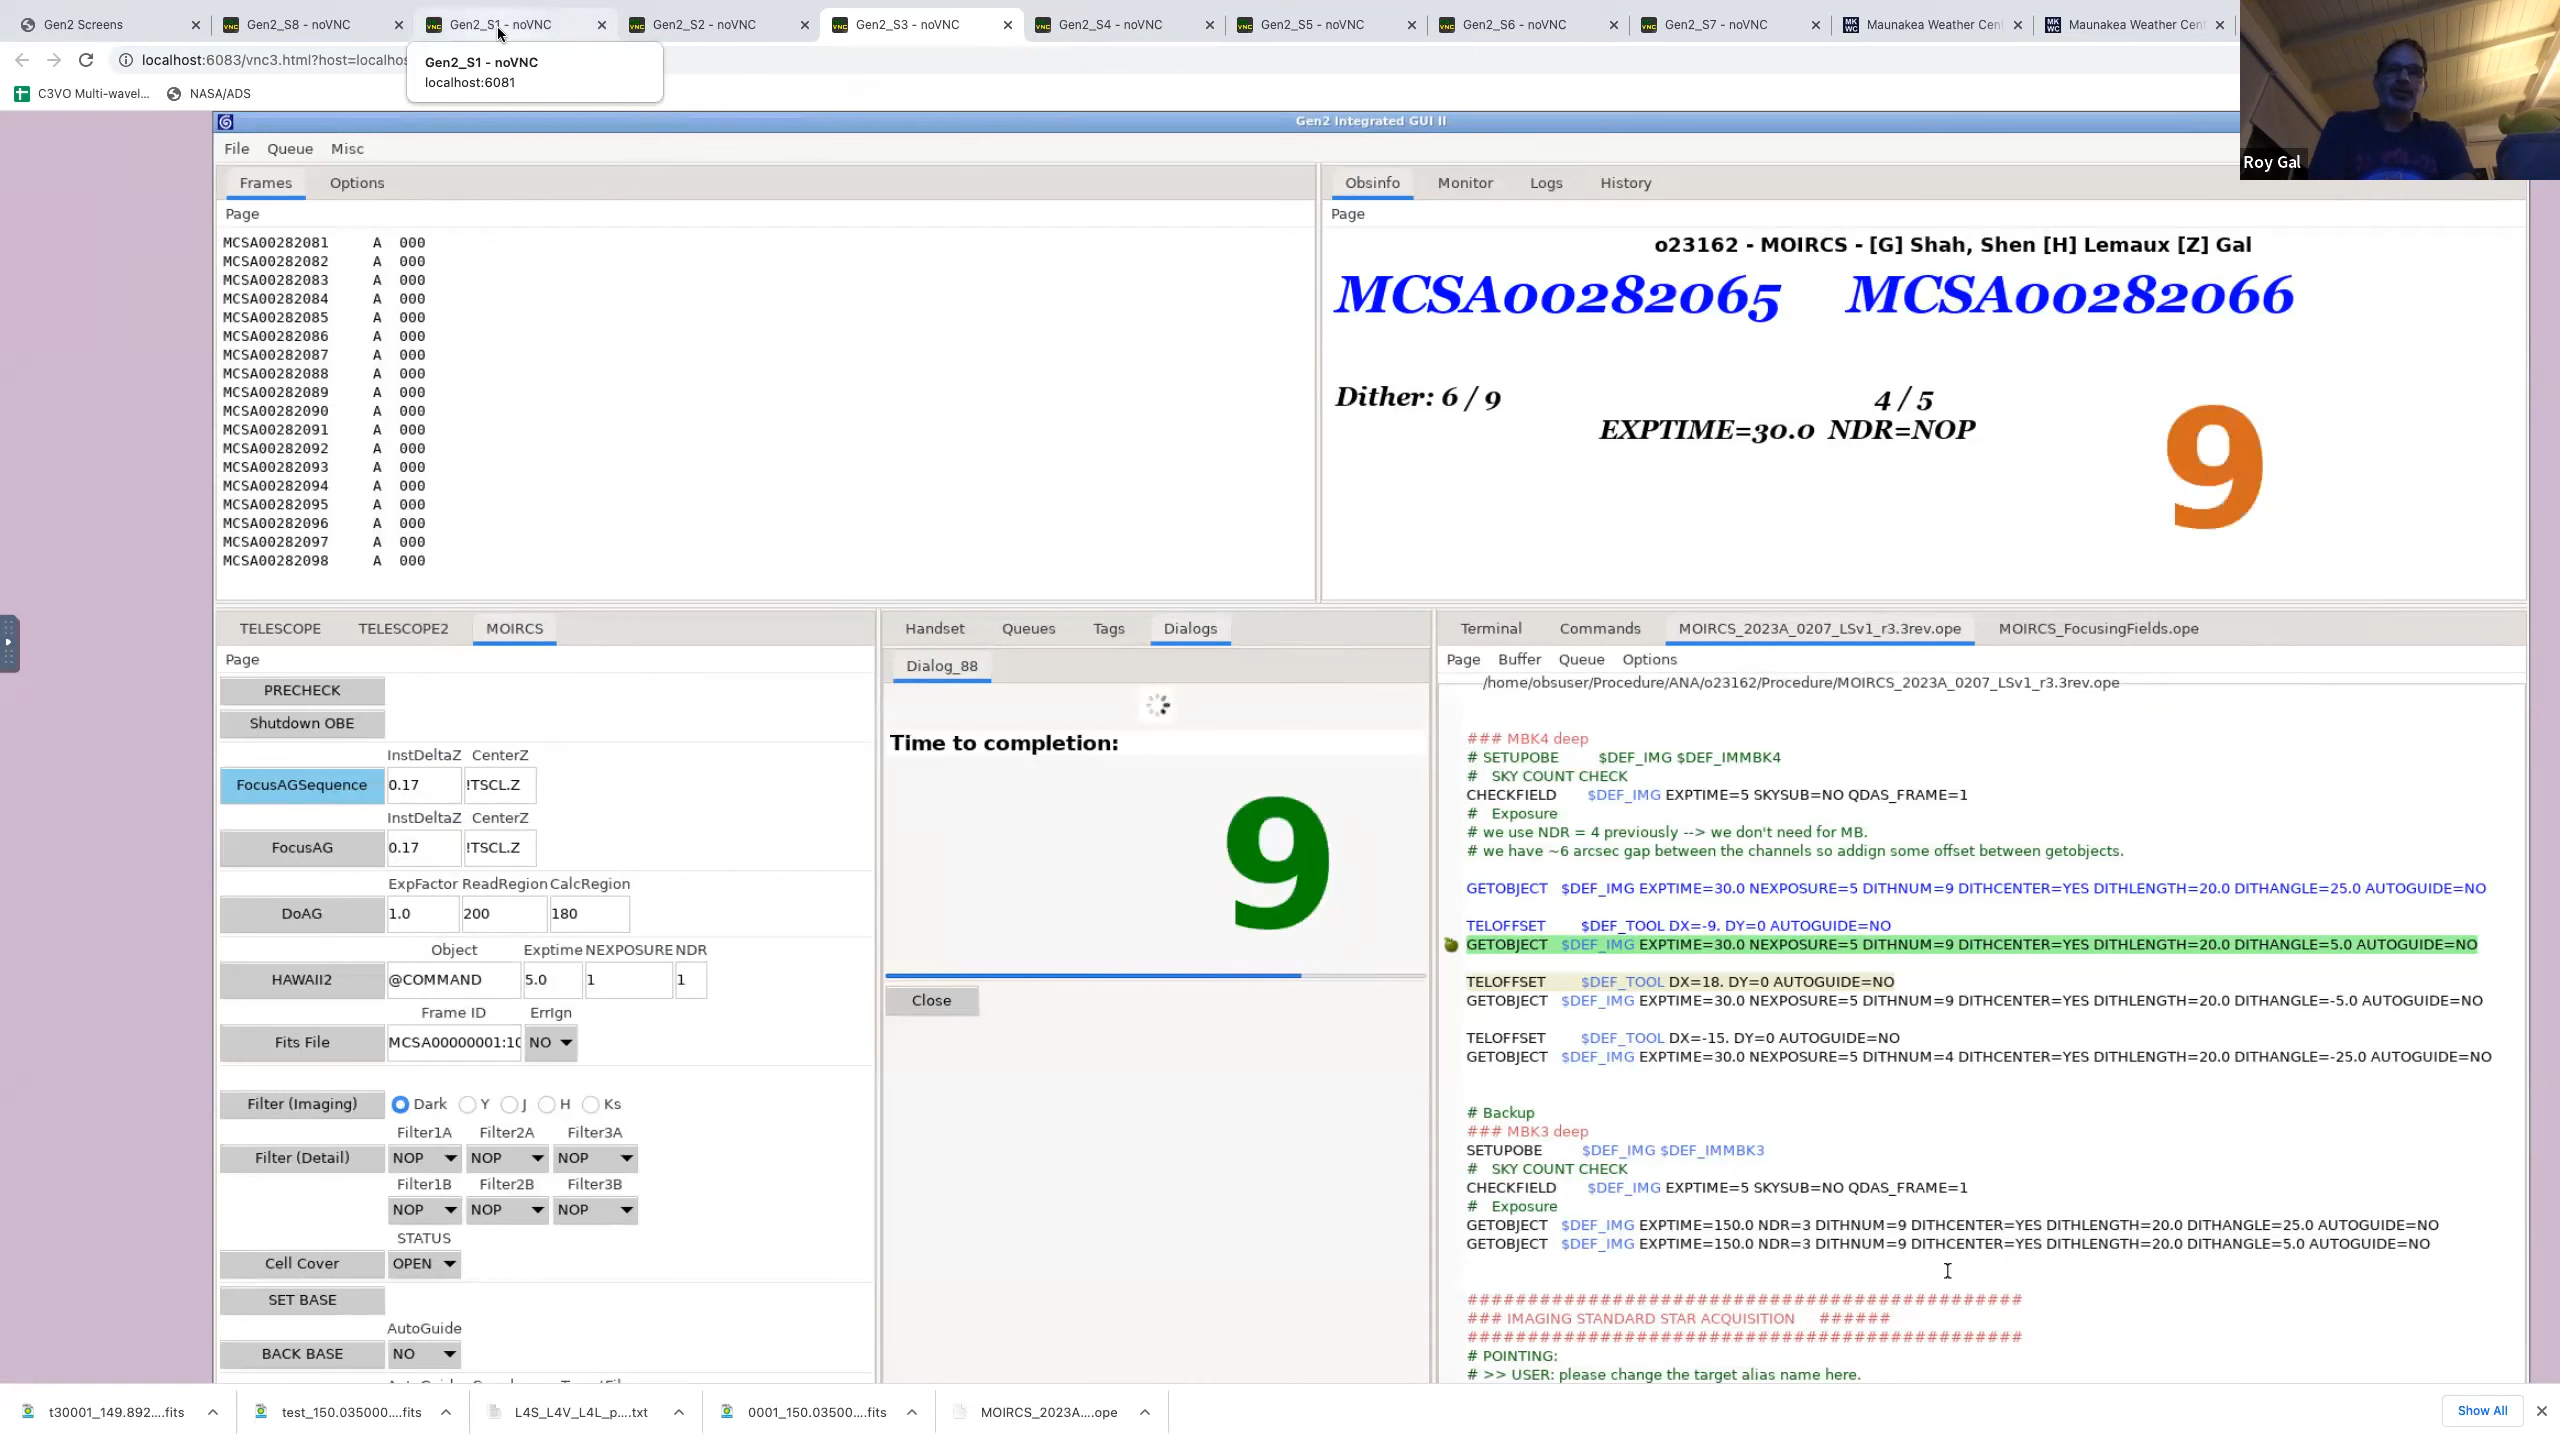 Gen2 Screens
Gen2_S8 - noVNC
Gen2_S1 - noVNC
Gen2_S2 - noVNC
Gen2_S3 - noVNC
Gen2_S4 - noVNC
Gen2_S5 - noVNC
Gen2_S6 - noVNC
Gen2_S7 - noVNC
Maunakea Weather Cen
Maunakea Weather Cen
localhost:6083/vnc3.html?host=localhos
Gen2_S1 - noVNC
localhost:6081
C3VO Multi-wavel...
NASA/ADS
Roy Gal
Gen2 Integrated GUI II
File Queue Misc
Frames Options
Page
MCSA00282081 A 000
MCSA00282082 A 000
MCSA00282083 A 000
MCSA00282084 A 000
MCSA00282085 A 000
MCSA00282086 A 000
MCSA00282087 A 000
MCSA00282088 A 000
MCSA00282089 A 000
MCSA00282090 A 000
MCSA00282091 A 000
MCSA00282092 A 000
MCSA00282093 A 000
MCSA00282094 A 000
MCSA00282095 A 000
MCSA00282096 A 000
MCSA00282097 A 000
MCSA00282098 A 000
Obsinfo Monitor Logs History
Page
o23162 - MOIRCS - [G] Shah, Shen [H] Lemaux [Z] Gal
MCSA00282065 MCSA00282066
Dither: 6 / 9 4 / 5
EXPTIME=30.0 NDR=NOP
9
TELESCOPE TELESCOPE2 MOIRCS
Page
PRECHECK
Shutdown OBE
InstDeltaZ CenterZ
FocusAGSequence 0.17 !TSCL.Z
InstDeltaZ CenterZ
FocusAG 0.17 !TSCL.Z
ExpFactor ReadRegion CalcRegion
DoAG 1.0 200 180
Object Exptime NEXPOSURE NDR
HAWAII2 @COMMAND 5.0 1 1
Frame ID ErrIgn
Fits File MCSA00000001:10 NO
Filter (Imaging) Dark Y J H Ks
Filter1A Filter2A Filter3A
Filter (Detail) NOP NOP NOP
Filter1B Filter2B Filter3B
NOP NOP NOP
STATUS
Cell Cover OPEN
SET BASE
AutoGuide
BACK BASE NO
Handset Queues Tags Dialogs
Dialog_88
Time to completion:
9
Close
Terminal Commands MOIRCS_2023A_0207_LSv1_r3.3rev.ope MOIRCS_FocusingFields.ope
Page Buffer Queue Options
/home/obsuser/Procedure/ANA/o23162/Procedure/MOIRCS_2023A_0207_LSv1_r3.3rev.ope
### MBK4 deep
# SETUPOBE $DEF_IMG $DEF_IMMBK4
# SKY COUNT CHECK
CHECKFIELD $DEF_IMG EXPTIME=5 SKYSUB=NO QDAS_FRAME=1
# Exposure
# we use NDR = 4 previously --> we don't need for MB.
# we have ~6 arcsec gap between the channels so addign some offset between getobjects.
GETOBJECT $DEF_IMG EXPTIME=30.0 NEXPOSURE=5 DITHNUM=9 DITHCENTER=YES DITHLENGTH=20.0 DITHANGLE=25.0 AUTOGUIDE=NO
TELOFFSET $DEF_TOOL DX=-9. DY=0 AUTOGUIDE=NO
GETOBJECT $DEF_IMG EXPTIME=30.0 NEXPOSURE=5 DITHNUM=9 DITHCENTER=YES DITHLENGTH=20.0 DITHANGLE=5.0 AUTOGUIDE=NO
TELOFFSET $DEF_TOOL DX=18. DY=0 AUTOGUIDE=NO
GETOBJECT $DEF_IMG EXPTIME=30.0 NEXPOSURE=5 DITHNUM=9 DITHCENTER=YES DITHLENGTH=20.0 DITHANGLE=-5.0 AUTOGUIDE=NO
TELOFFSET $DEF_TOOL DX=-15. DY=0 AUTOGUIDE=NO
GETOBJECT $DEF_IMG EXPTIME=30.0 NEXPOSURE=5 DITHNUM=4 DITHCENTER=YES DITHLENGTH=20.0 DITHANGLE=-25.0 AUTOGUIDE=NO
# Backup
### MBK3 deep
SETUPOBE $DEF_IMG $DEF_IMMBK3
# SKY COUNT CHECK
CHECKFIELD $DEF_IMG EXPTIME=5 SKYSUB=NO QDAS_FRAME=1
# Exposure
GETOBJECT $DEF_IMG EXPTIME=150.0 NDR=3 DITHNUM=9 DITHCENTER=YES DITHLENGTH=20.0 DITHANGLE=25.0 AUTOGUIDE=NO
GETOBJECT $DEF_IMG EXPTIME=150.0 NDR=3 DITHNUM=9 DITHCENTER=YES DITHLENGTH=20.0 DITHANGLE=5.0 AUTOGUIDE=NO
##############################################
### IMAGING STANDARD STAR ACQUISITION ######
##############################################
# POINTING:
# >> USER: please change the target alias name here.
t30001_149.892....fits
test_150.035000....fits
L4S_L4V_L4L_p....txt
0001_150.03500....fits
MOIRCS_2023A....ope
Show All